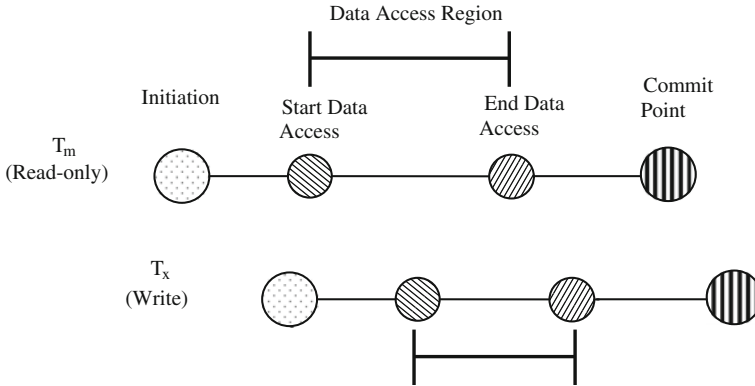 Data Access Region
Initiation
Start Data
Access
End Data
Access
Commit
Point
Tm
(Read-only)
Tx
(Write)